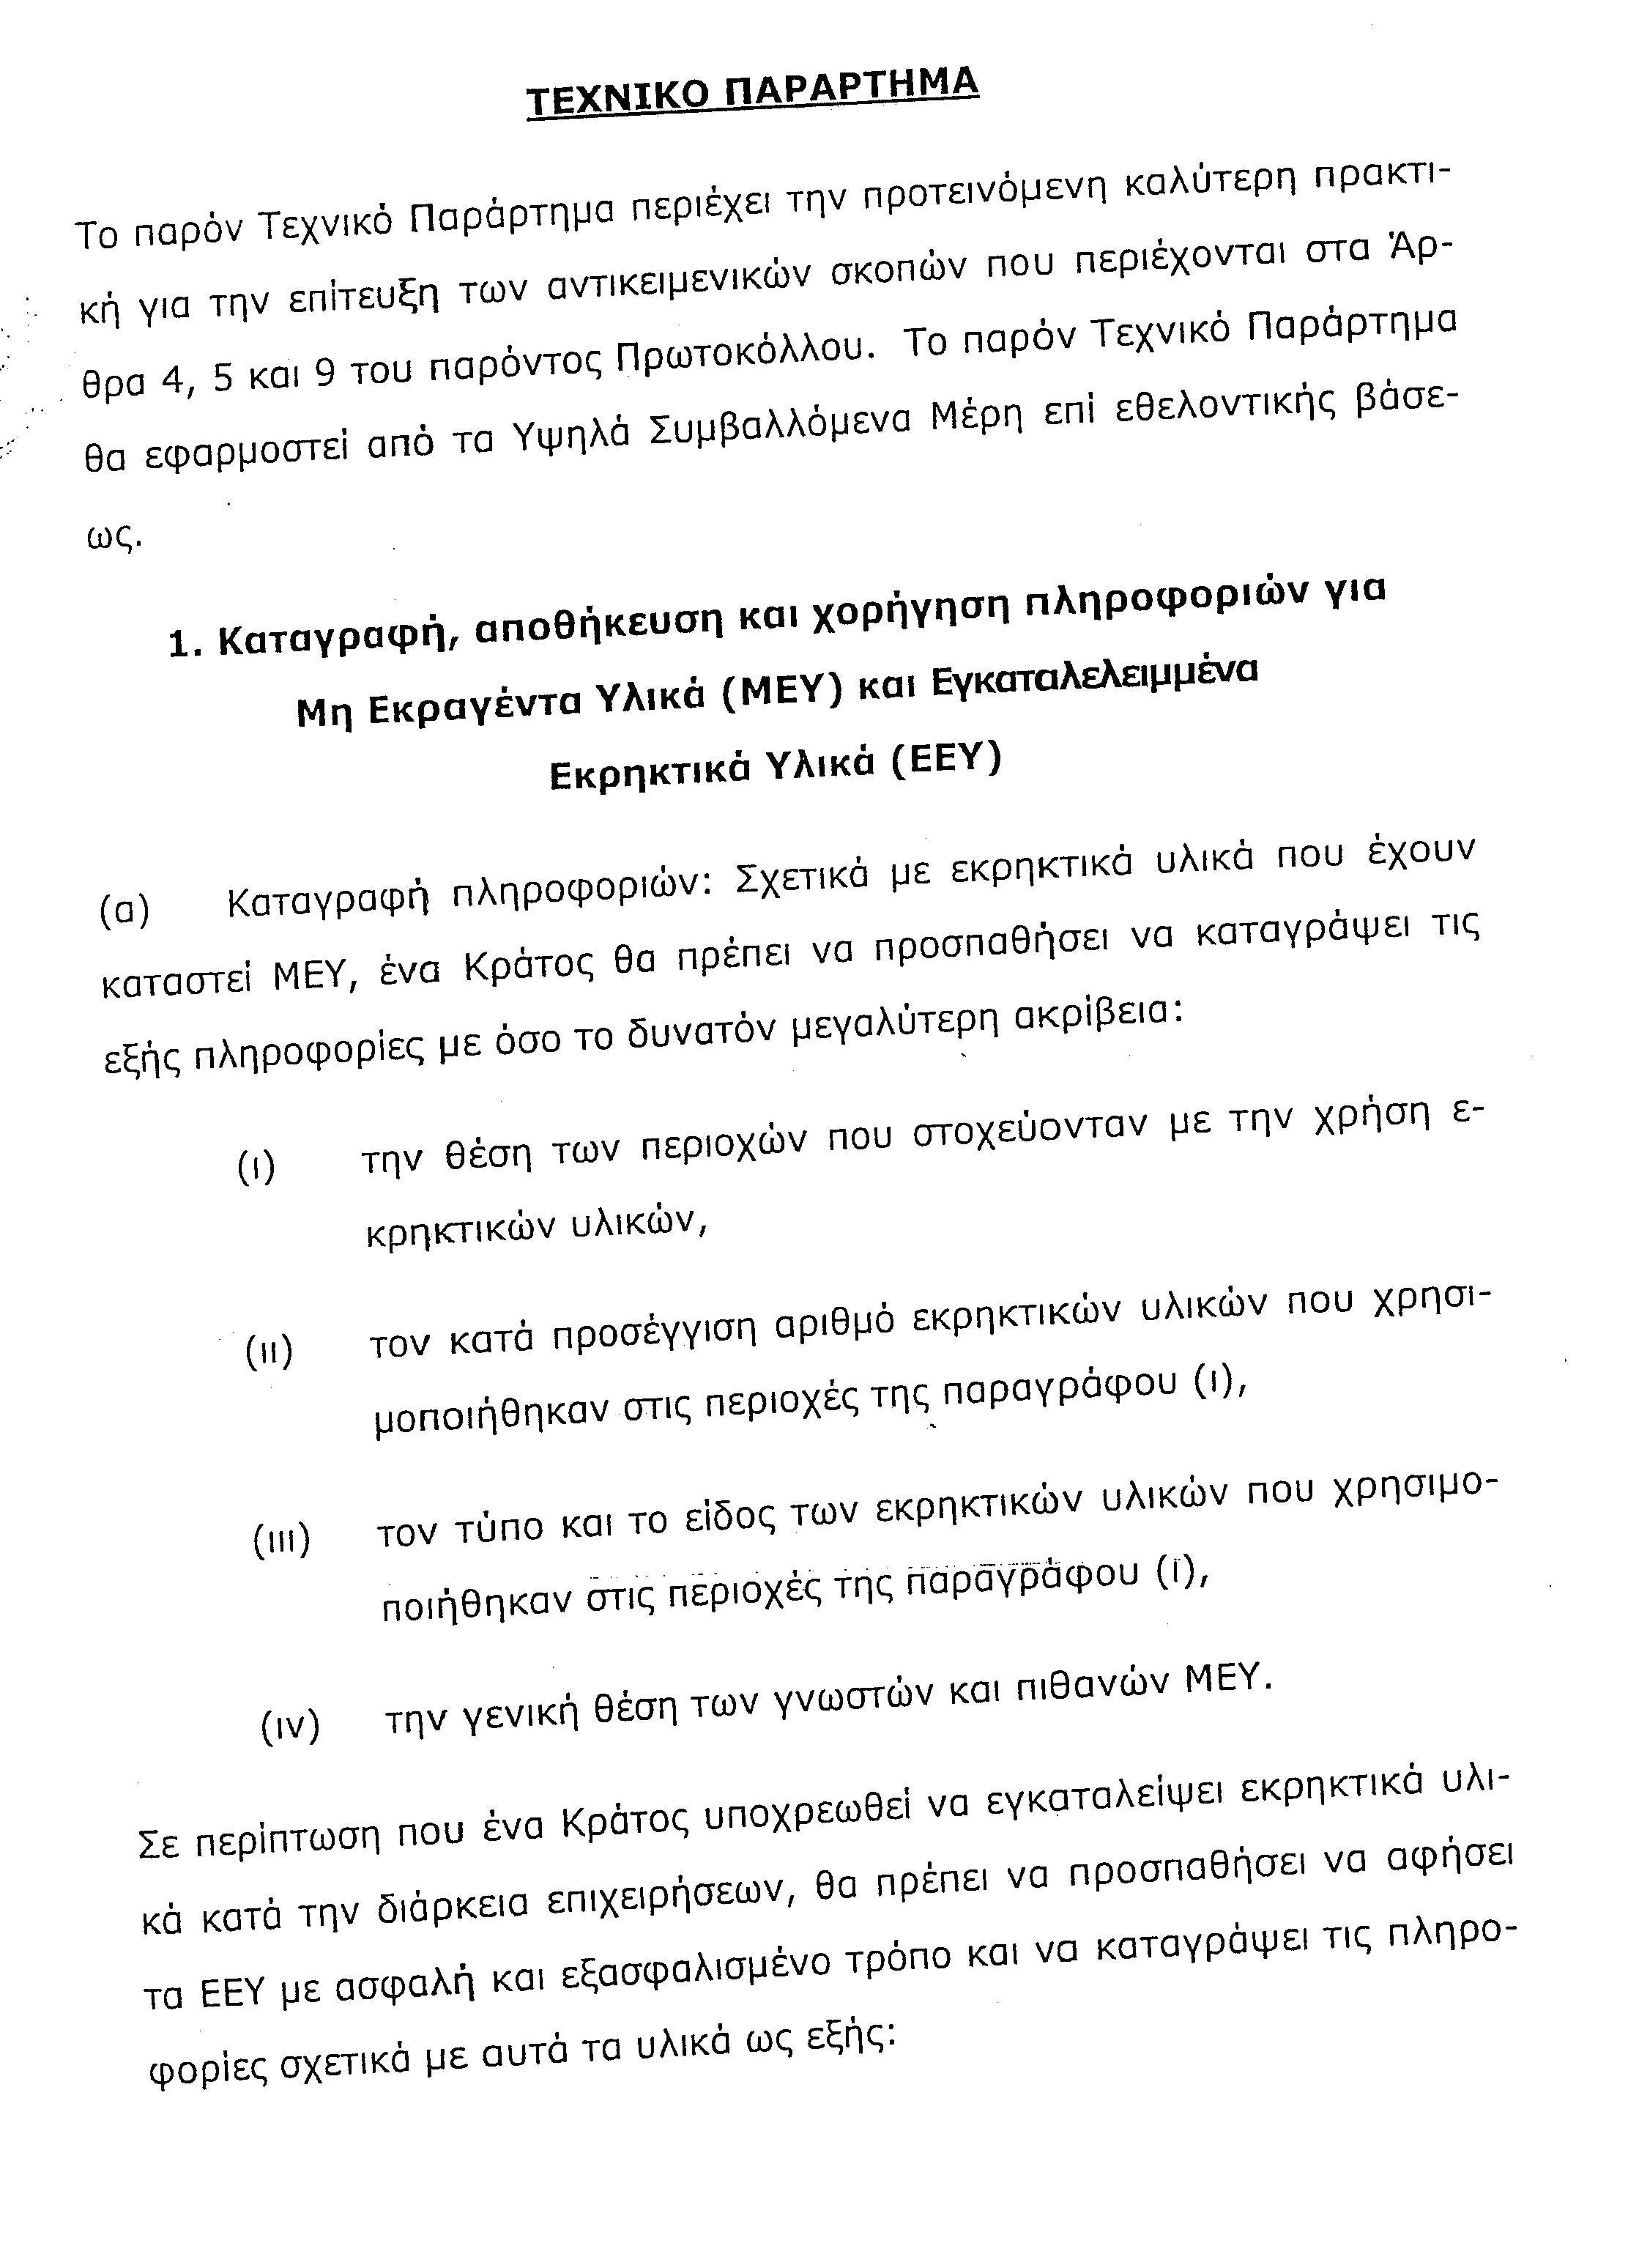 ΤΕΧΝΙΚΟ ΠΑΡΑΡΤΗΜΑ
Το παρόν Τεχνικό Παράρτημα περιέχει την προτεινόμενη καλύτερη πρακτι-
κή για την επίτευξη των αντικειμενικών σκοπών που περιέχονται στα Άρ-
θρα 4, 5 και 9 του παρόντος Πρωτοκόλλου. Το παρόν Τεχνικό Παράρτημα
θα εφαρμοστεί από τα Υψηλά Συμβαλλόμενα Μέρη επί εθελοντικής βάσε-
ως.
1. Καταγραφή, αποθήκευση και χορήγηση πληροφοριών για
Μη Εκραγέντα Υλικά (ΜΕΥ) και Εγκαταλελειμμένα
Εκρηκτικά Υλικά (ΕΕΥ)
(α) Καταγραφή πληροφοριών: Σχετικά με εκρηκτικά υλικά που έχουν
καταστεί ΜΕΥ, ένα Κράτος θα πρέπει να προσπαθήσει να καταγράψει τις
εξής πληροφορίες με όσο το δυνατόν μεγαλύτερη ακρίβεια:
(ι) την θέση των περιοχών που στοχεύονταν με την χρήση ε-
κρηκτικών υλικών,
(ιι) τον κατά προσέγγιση αριθμό εκρηκτικών υλικών που χρησι-
μοποιήθηκαν στις περιοχές της παραγράφου (ι),
(ιιι) τον τύπο και το είδος των εκρηκτικών υλικών που χρησιμο-
ποιήθηκαν στις περιοχές της παραγράφου (ι),
(ιν) την γενική θέση των γνωστών και πιθανών ΜΕΥ.
Σε περίπτωση που ένα Κράτος υποχρεωθεί να εγκαταλείψει εκρηκτικά υλι-
κά κατά την διάρκεια επιχειρήσεων, θα πρέπει να προσπαθήσει να αφήσει
τα ΕΕΥ με ασφαλή και εξασφαλισμένο τρόπο και να καταγράψει τις πληρο-
φορίες σχετικά με αυτά τα υλικά ως εξής: